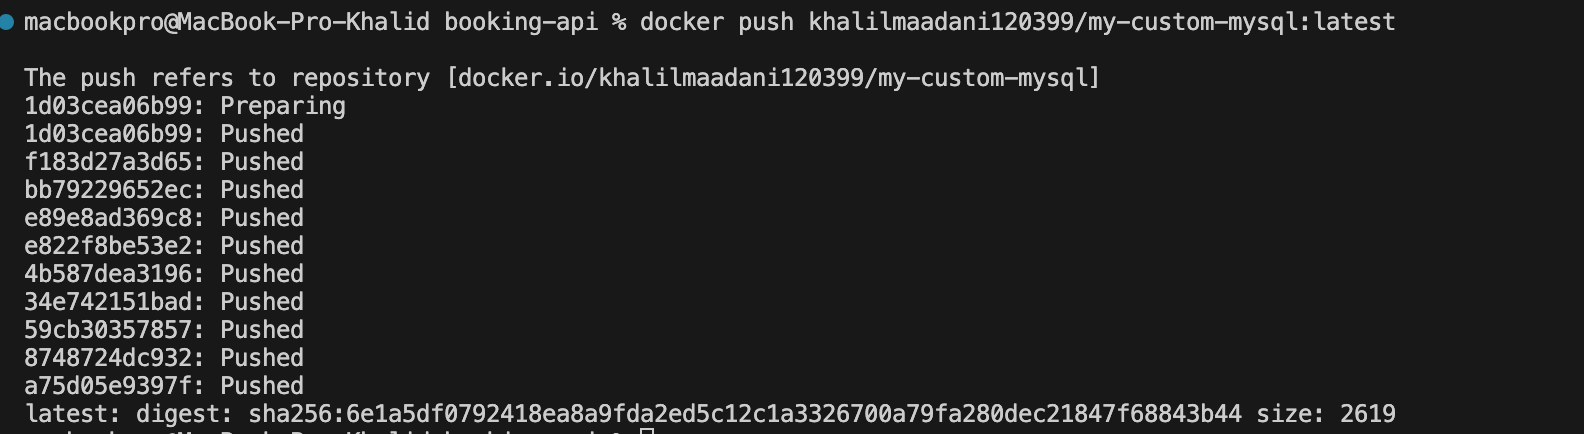 macbookpro@MacBook-Pro-Khalid booking-api % docker push khalilmaadani120399/my-custom-mysql:latest
The push refers to repository [docker.io/khalilmaadani120399/my-custom-mysql]
1d03cea06b99: Preparing
1d03cea06b99: Pushed
f183d27a3d65: Pushed
bb79229652ec: Pushed
e89e8ad369c8: Pushed
e822f8be53e2: Pushed
4b587dea3196: Pushed
34e742151bad: Pushed
59cb30357857: Pushed
8748724dc932: Pushed
a75d05e9397f: Pushed
latest: digest: sha256:6e1a5df0792418ea8a9fda2ed5c12c1a3326700a79fa280dec21847f68843b44 size: 2619